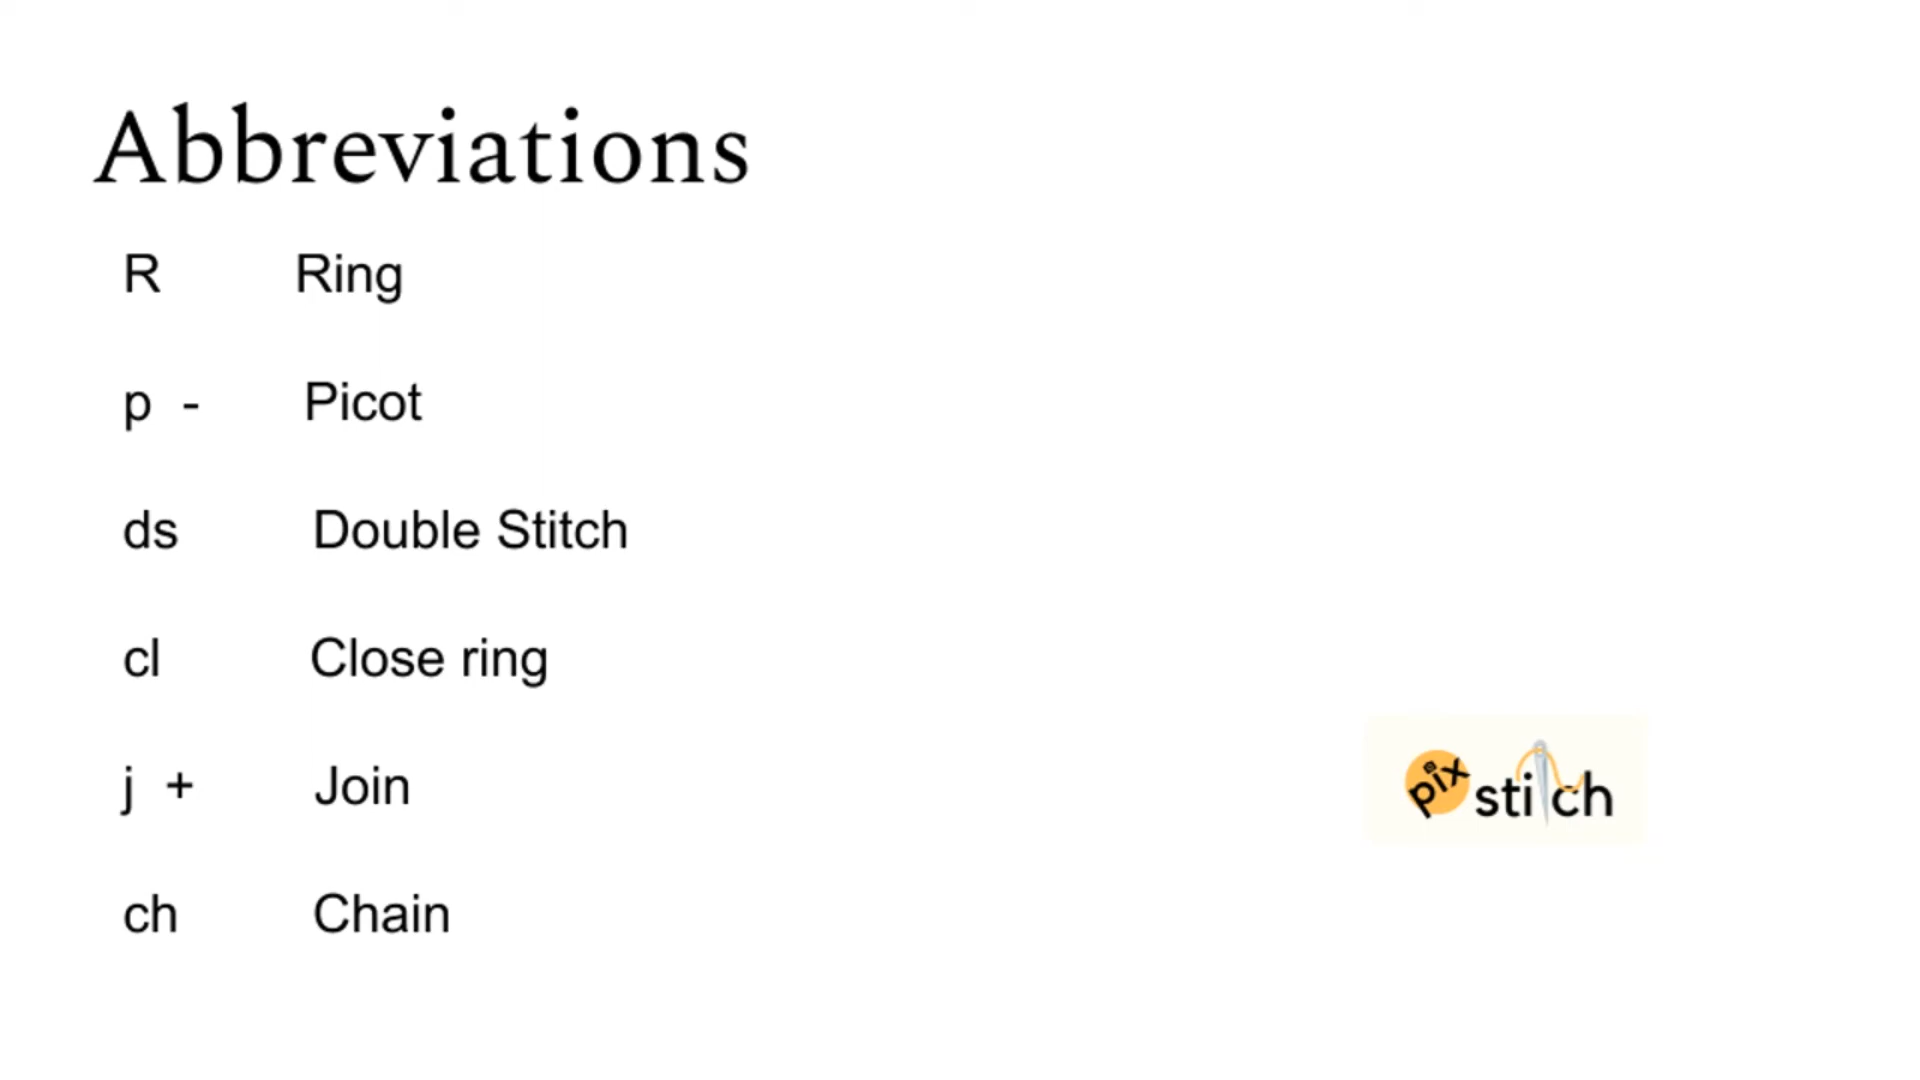 Abbreviations
R Ring
p - Picot
ds Double Stitch
cl Close ring
j + Join
pix stitch
ch Chain